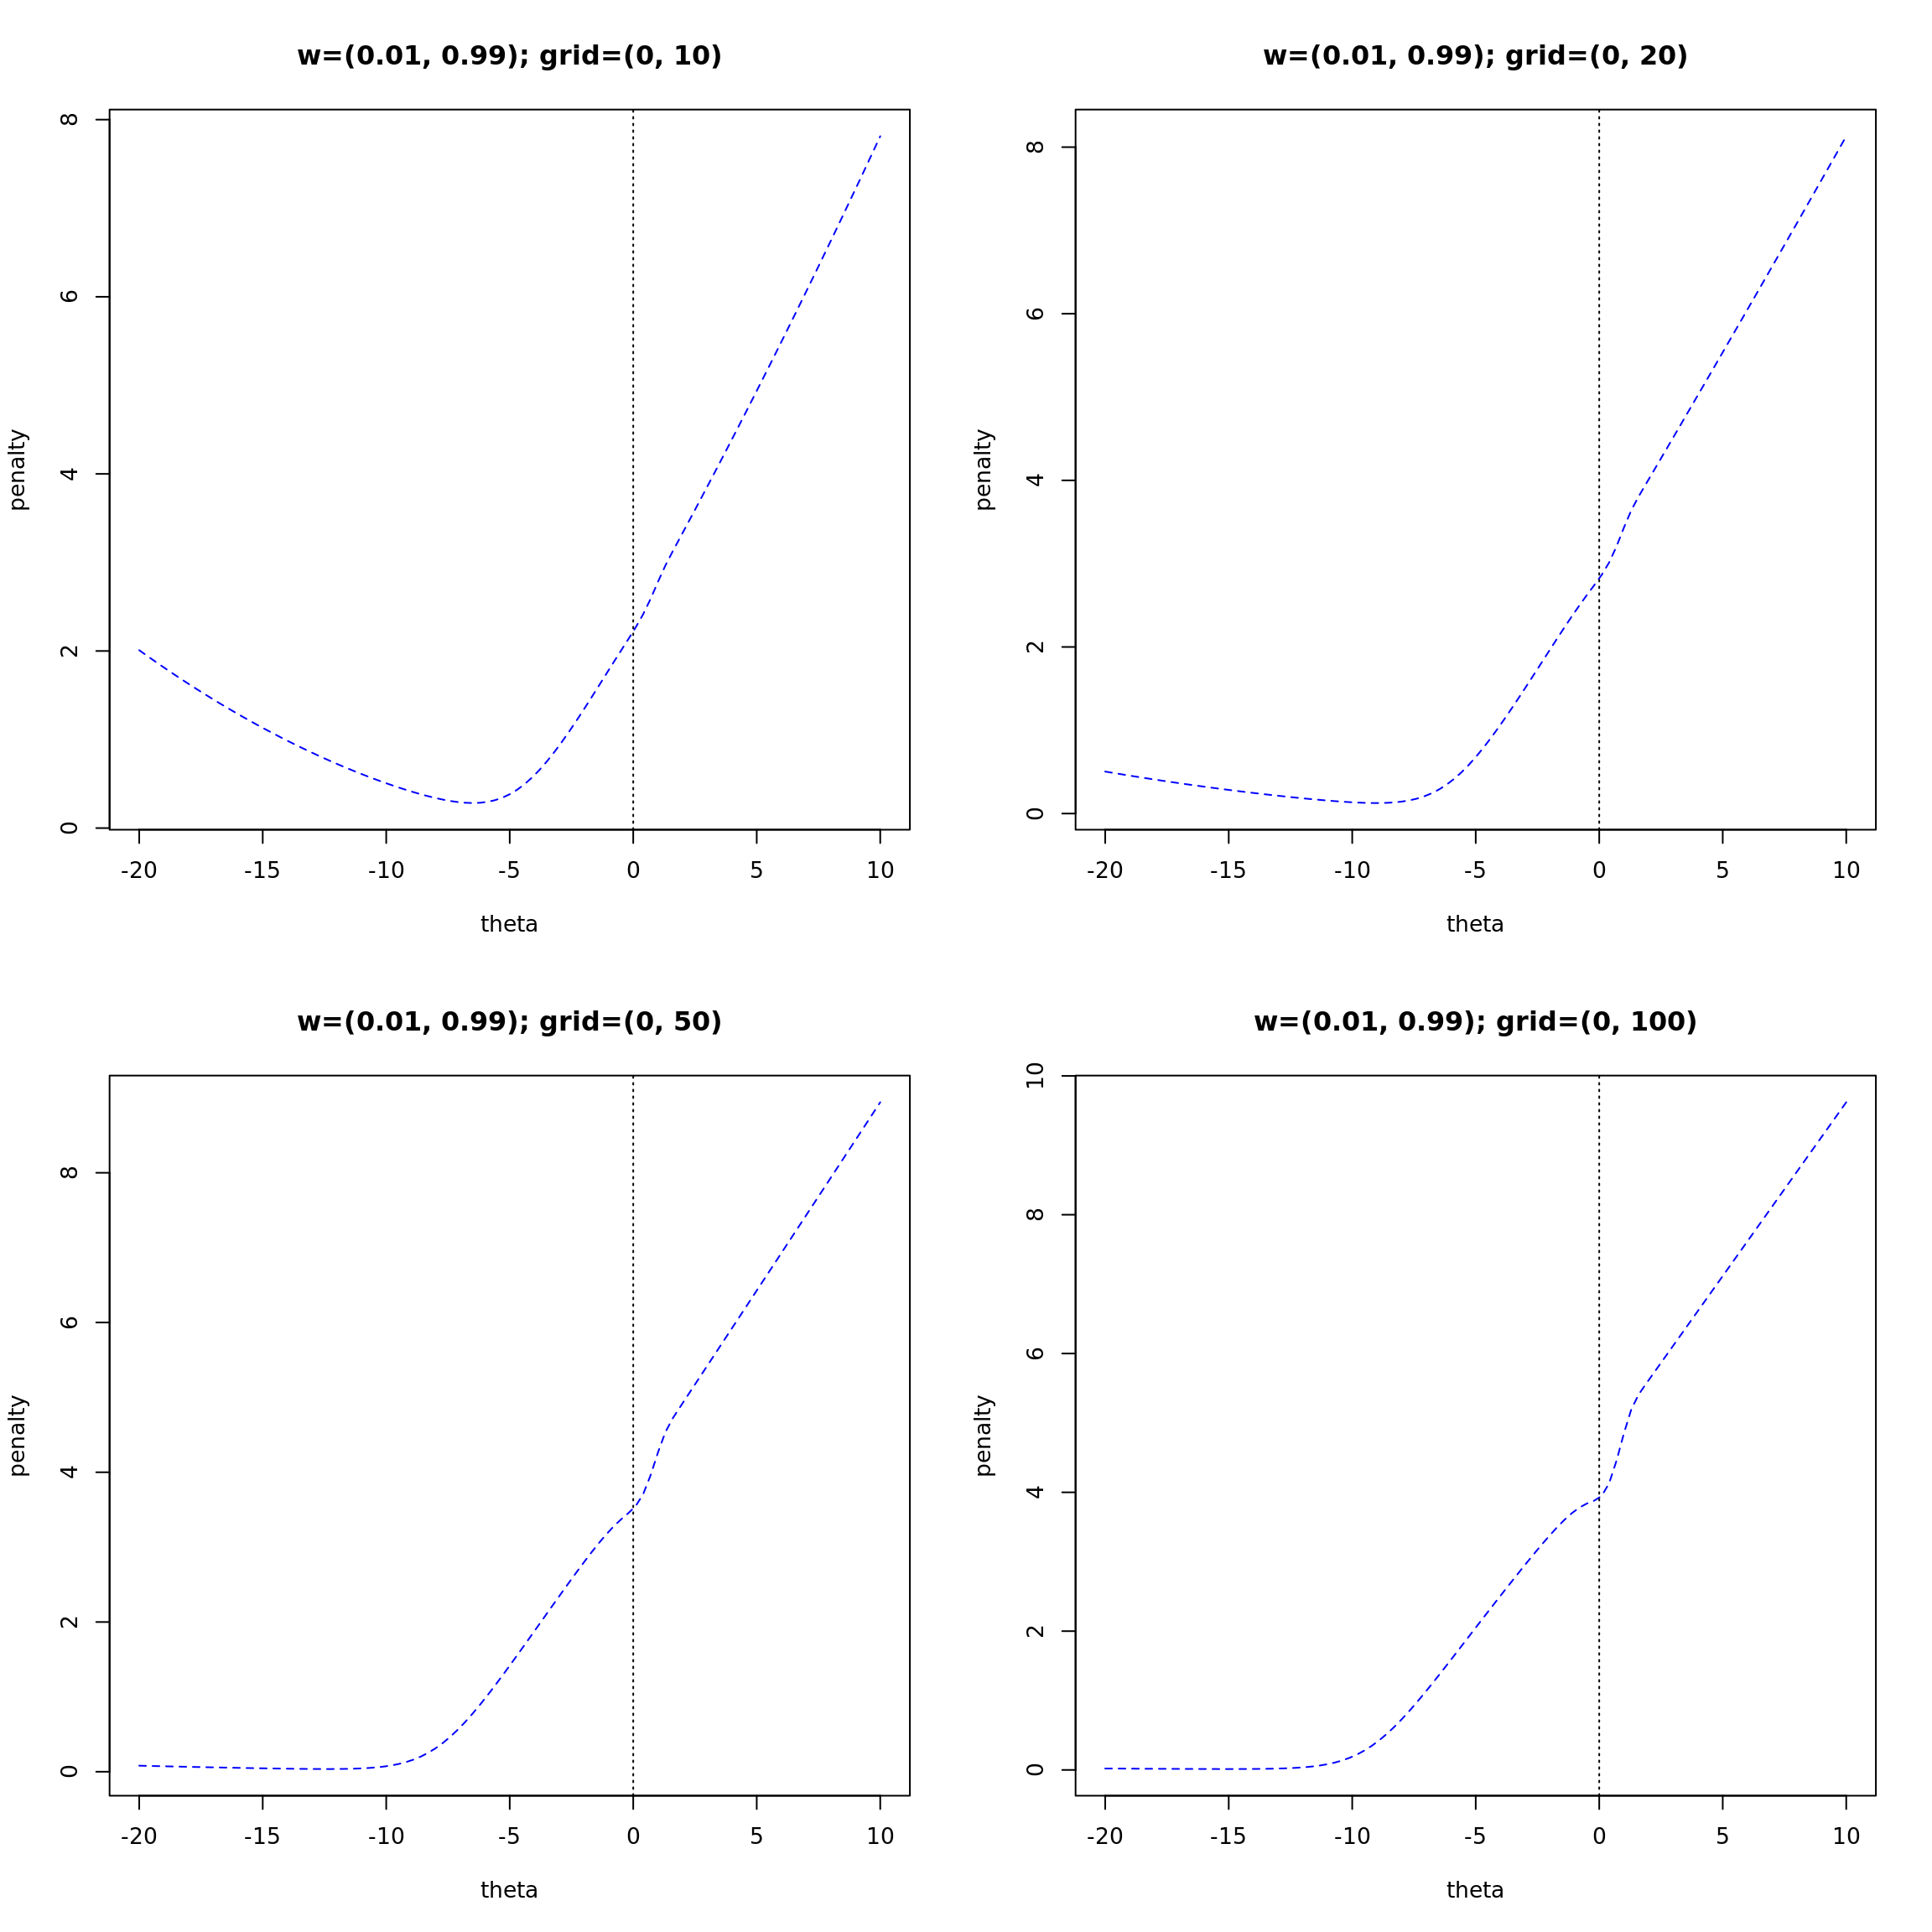 w=(0.01, 0.99); grid=(0, 10)
penalty
8
6
4
2
0
-20 -15 -10 -5 0 5 10
theta
w=(0.01, 0.99); grid=(0, 20)
penalty
8
6
4
2
0
-20 -15 -10 -5 0 5 10
theta
w=(0.01, 0.99); grid=(0, 50)
penalty
8
6
4
2
0
-20 -15 -10 -5 0 5 10
theta
w=(0.01, 0.99); grid=(0, 100)
penalty
10
8
6
4
2
0
-20 -15 -10 -5 0 5 10
theta